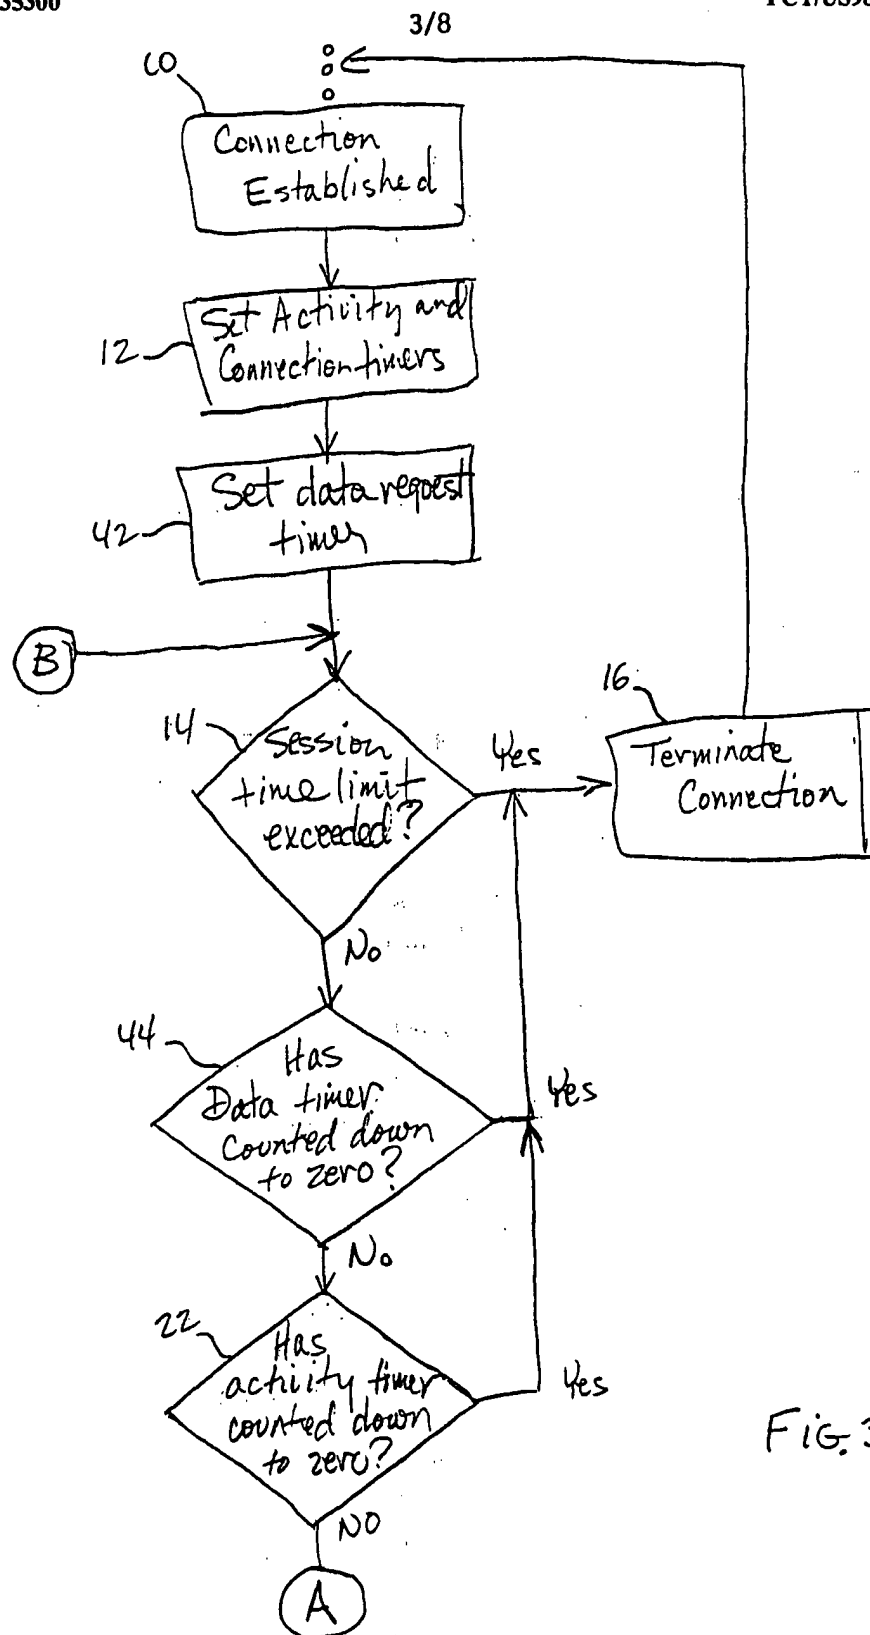 35300
3/8
10
Connection
Established
Set Activity and
Connection timers
12
Set data request
timer
42
B
16
14
Session
time limit
exceeded?
Yes
Terminate
Connection
No
44
Has
Data timer
counted down
to zero?
Yes
No
22
Has
actiity timer
counted down
to zero?
Yes
FIG. 3
NO
A